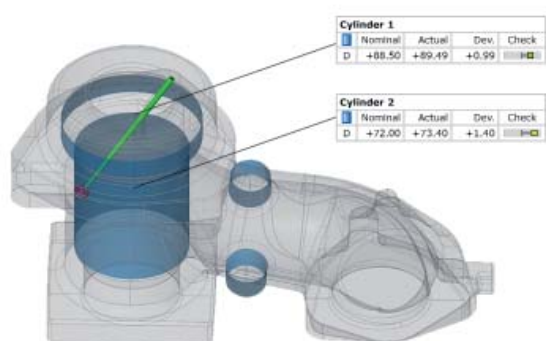 Cylinder 1
Nominal Actual Dev. Check
D +88.50 +89.49 +0.99
Cylinder 2
Nominal Actual Dev. Check
D +72.00 +73.40 +1.40